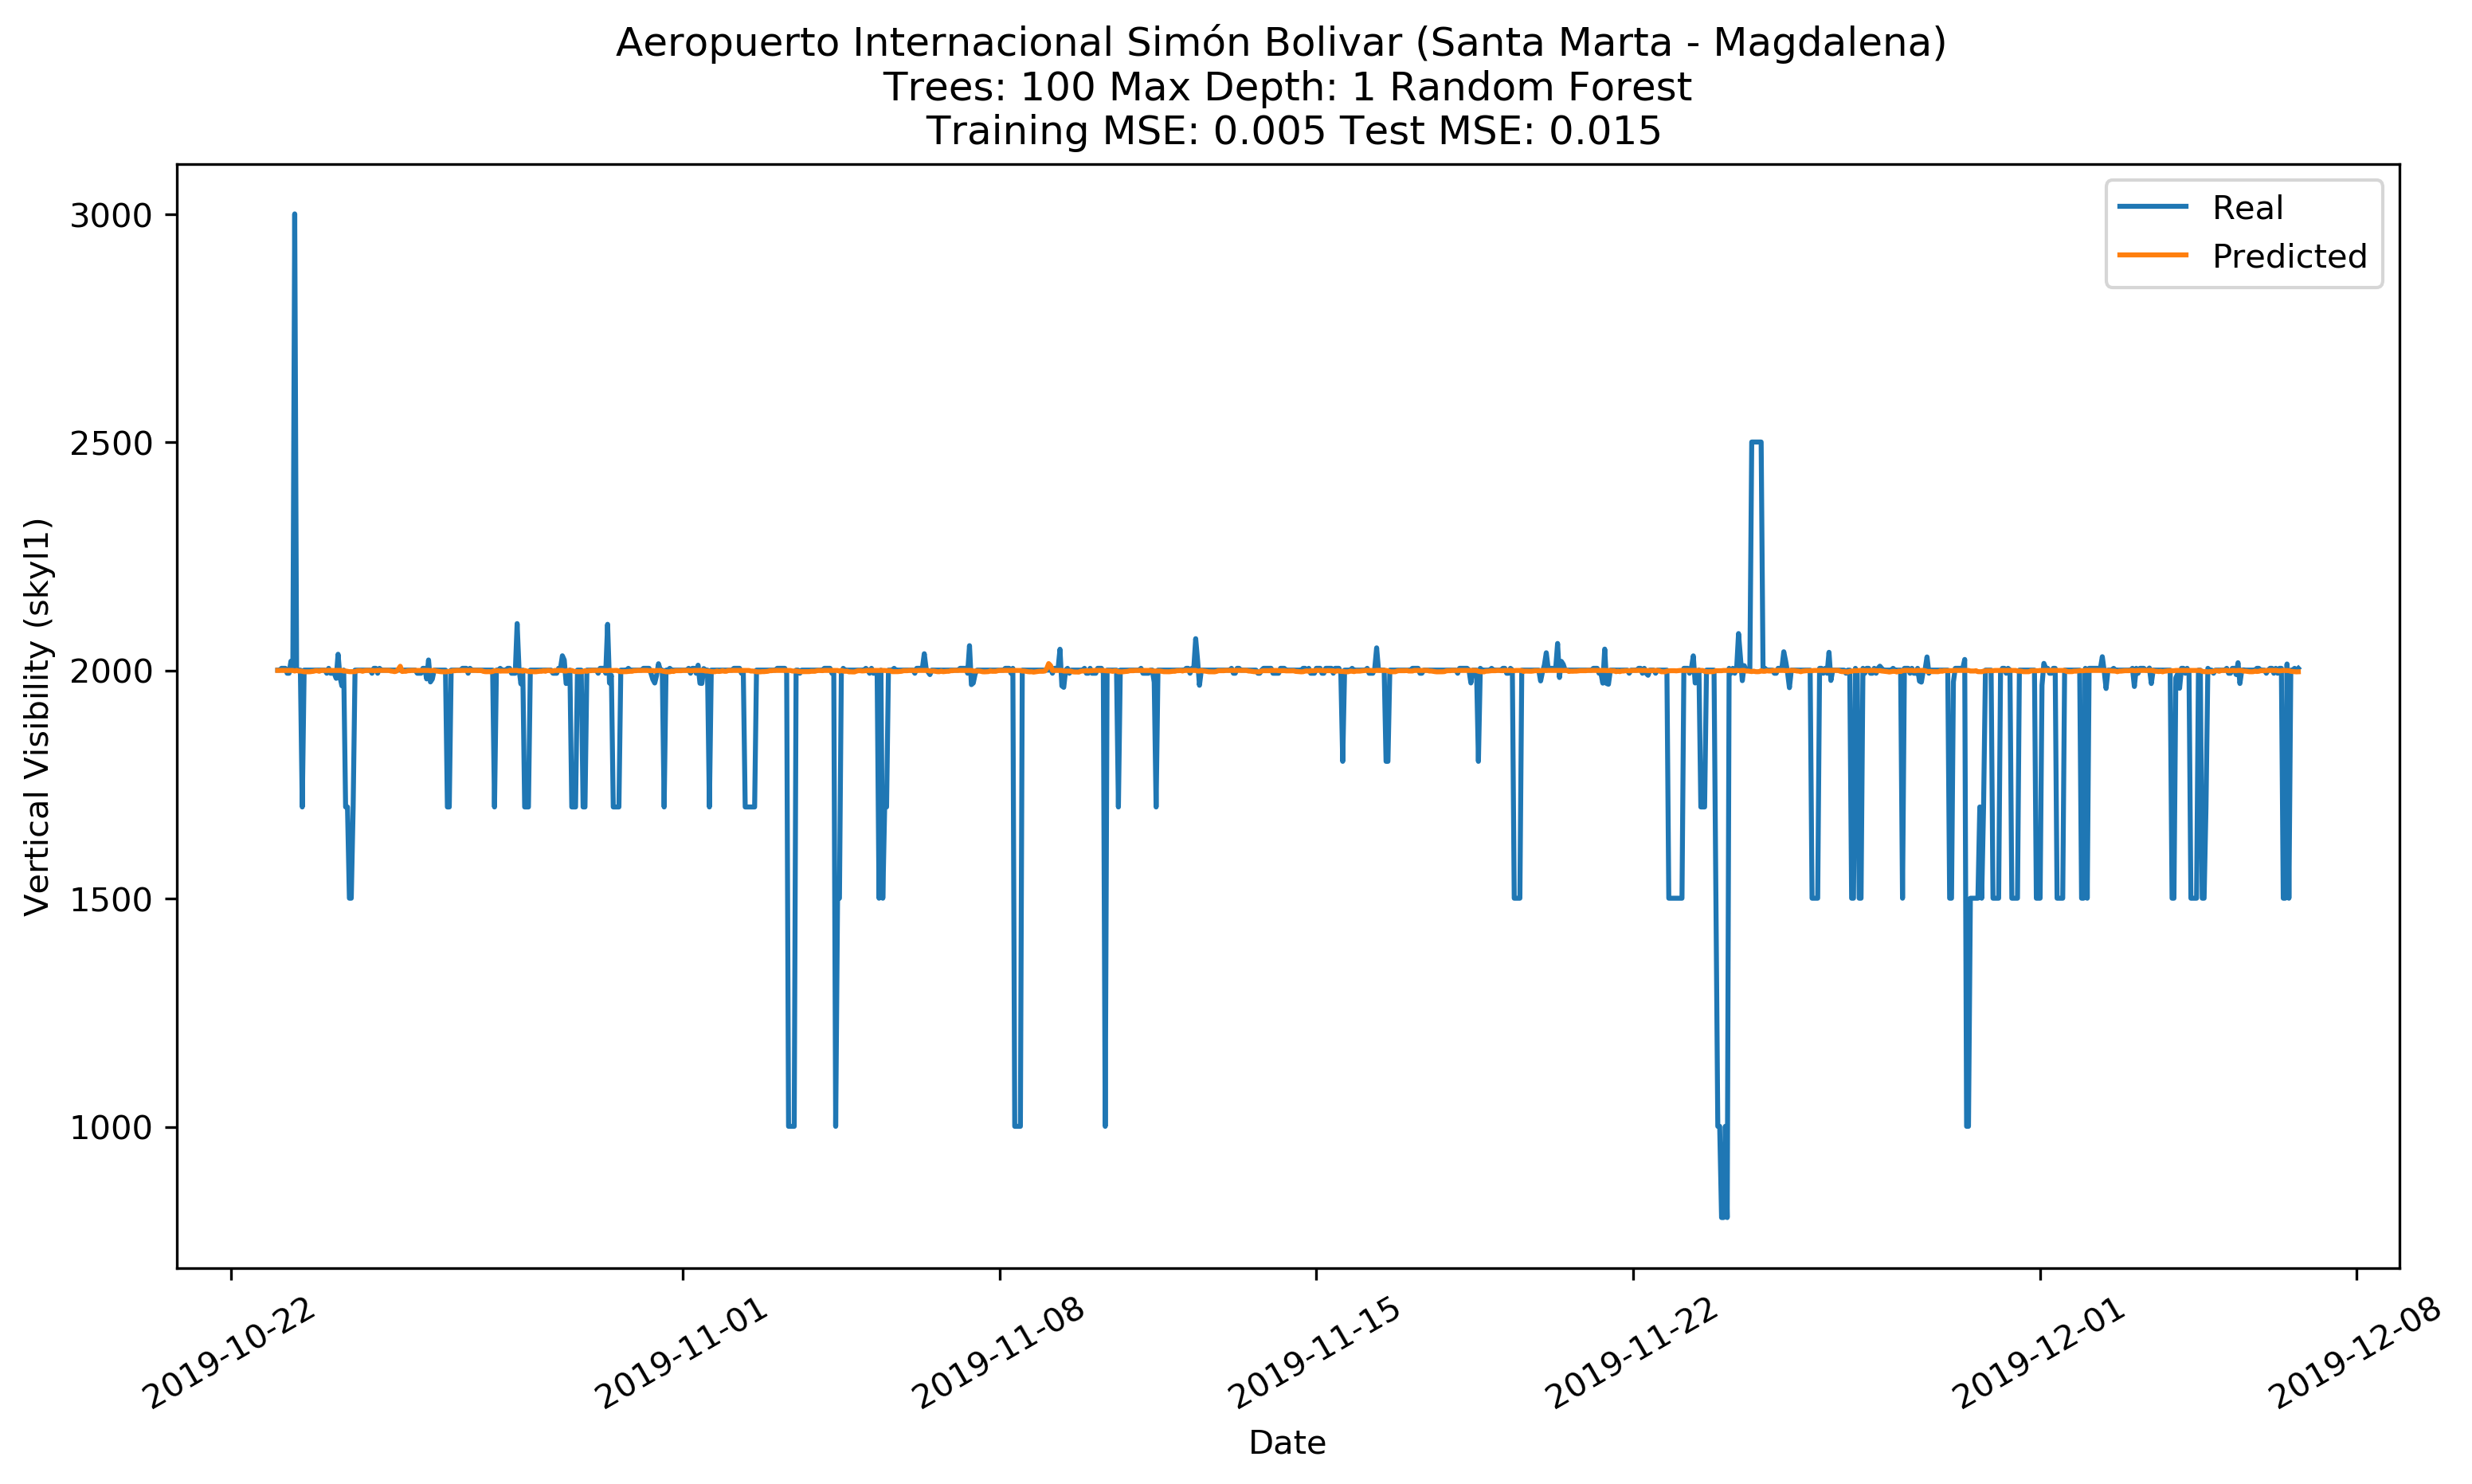 Aeropuerto Internacional Simón Bolivar (Santa Marta - Magdalena)
Trees: 100 Max Depth: 1 Random Forest
Training MSE: 0.005 Test MSE: 0.015
Real
Predicted
3000
2500
2000
1500
1000
Vertical Visibility (skyl1)
2019-10-22
2019-11-01
2019-11-08
2019-11-15
2019-11-22
2019-12-01
2019-12-08
Date